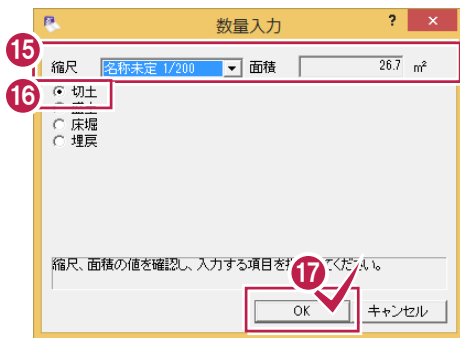 数量入力
? ×
15
縮尺 名称未定 1/200 面積 26.7 m²
16
切土
床堀
埋戻
縮尺、面積の値を確認し、入力する項目を
ください。
17
OK キャンセル